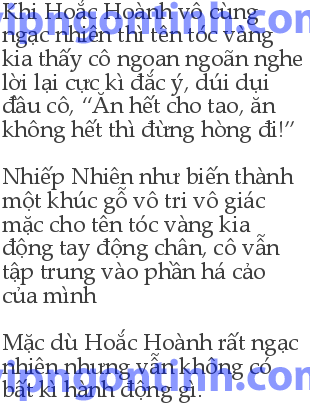 Khi Hoắc Hoành vô cùng
ngạc nhiên thì tên tóc vàng
kia thấy cô ngoan ngoãn nghe
lời lại cực kì đắc ý, dúi dụi
đầu cô, “Ăn hết cho tao, ăn
không hết thì đừng hòng đi!”
Nhiếp Nhiên như biến thành
một khúc gỗ vô tri vô giác
mặc cho tên tóc vàng kia
động tay động chân, cô vẫn
tập trung vào phần há cảo
của mình
Mặc dù Hoắc Hoành rất ngạc
nhiên nhưng vẫn không có
bất kì hành động gì.
vipngontinh.com
vipngontinh.com